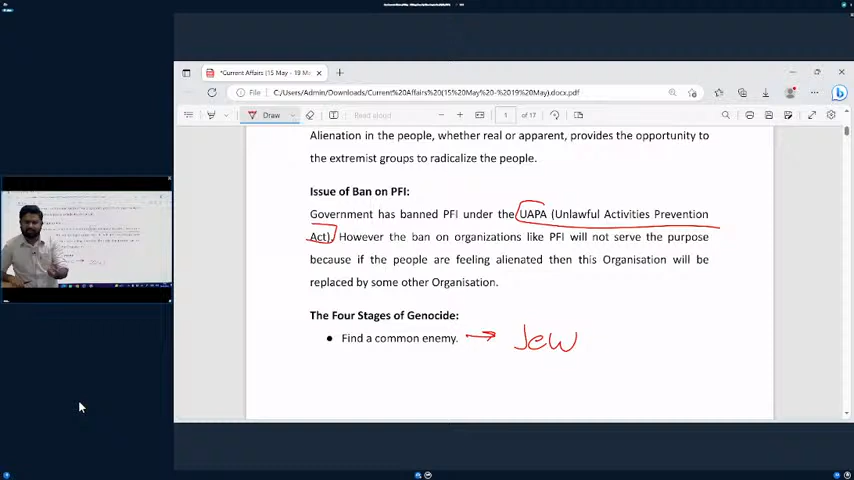 *Current Affairs (15 May - 19 M
File
C:/Users/Admin/Downloads/Current%20Affairs%20(15%20May%20-%2019%20May).docx.pdf
Draw
Read aloud
1
of 17
Alienation in the people, whether real or apparent, provides the opportunity to
the extremist groups to radicalize the people.
Issue of Ban on PFI:
Government has banned PFI under the UAPA (Unlawful Activities Prevention
Act). However the ban on organizations like PFI will not serve the purpose
because if the people are feeling alienated then this Organisation will be
replaced by some other Organisation.
The Four Stages of Genocide:
• Find a common enemy. → Jew